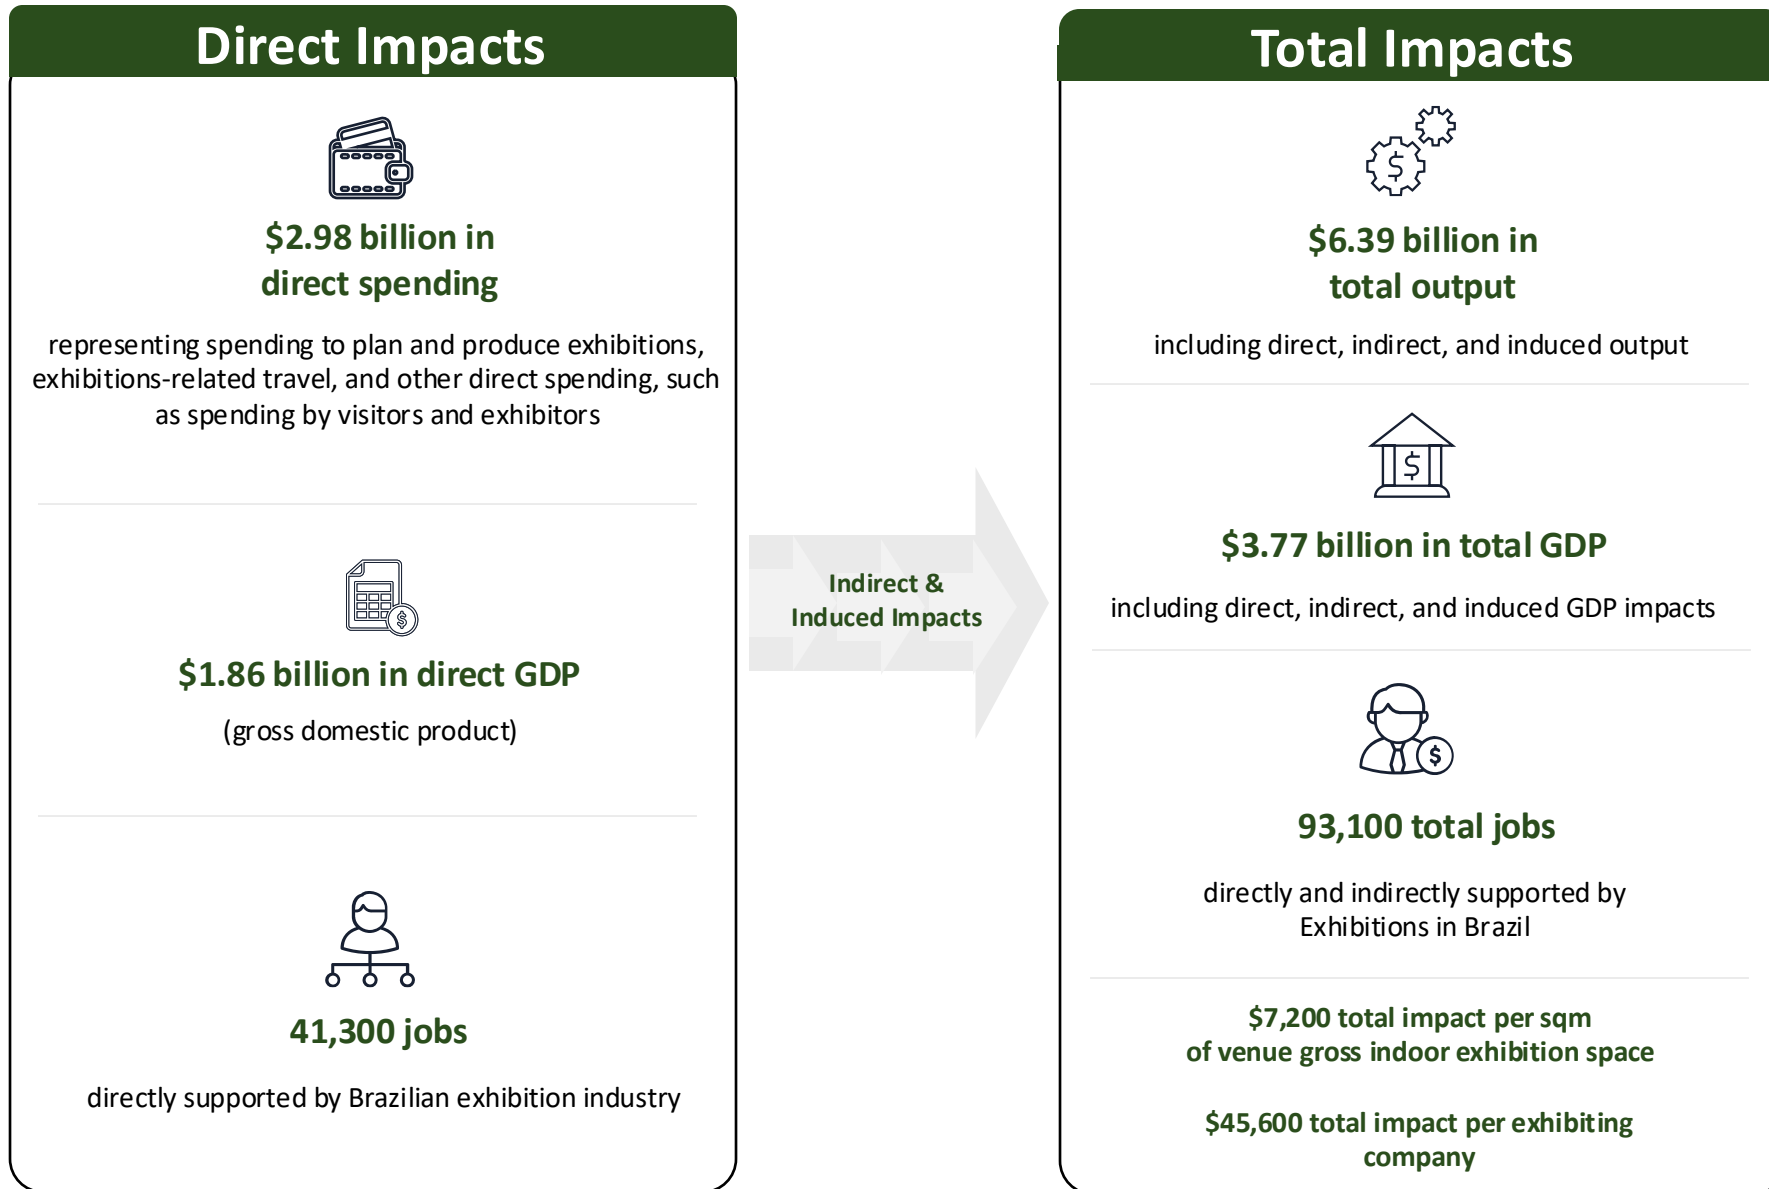 Direct Impacts
$2.98 billion in
direct spending
representing spending to plan and produce exhibitions,
exhibitions-related travel, and other direct spending, such
as spending by visitors and exhibitors
$1.86 billion in direct GDP
(gross domestic product)
41,300 jobs
directly supported by Brazilian exhibition industry
Indirect &
Induced Impacts
Total Impacts
$
$6.39 billion in
total output
including direct, indirect, and induced output
$
$3.77 billion in total GDP
including direct, indirect, and induced GDP impacts
$
93,100 total jobs
directly and indirectly supported by
Exhibitions in Brazil
$7,200 total impact per sqm
of venue gross indoor exhibition space
$45,600 total impact per exhibiting
company